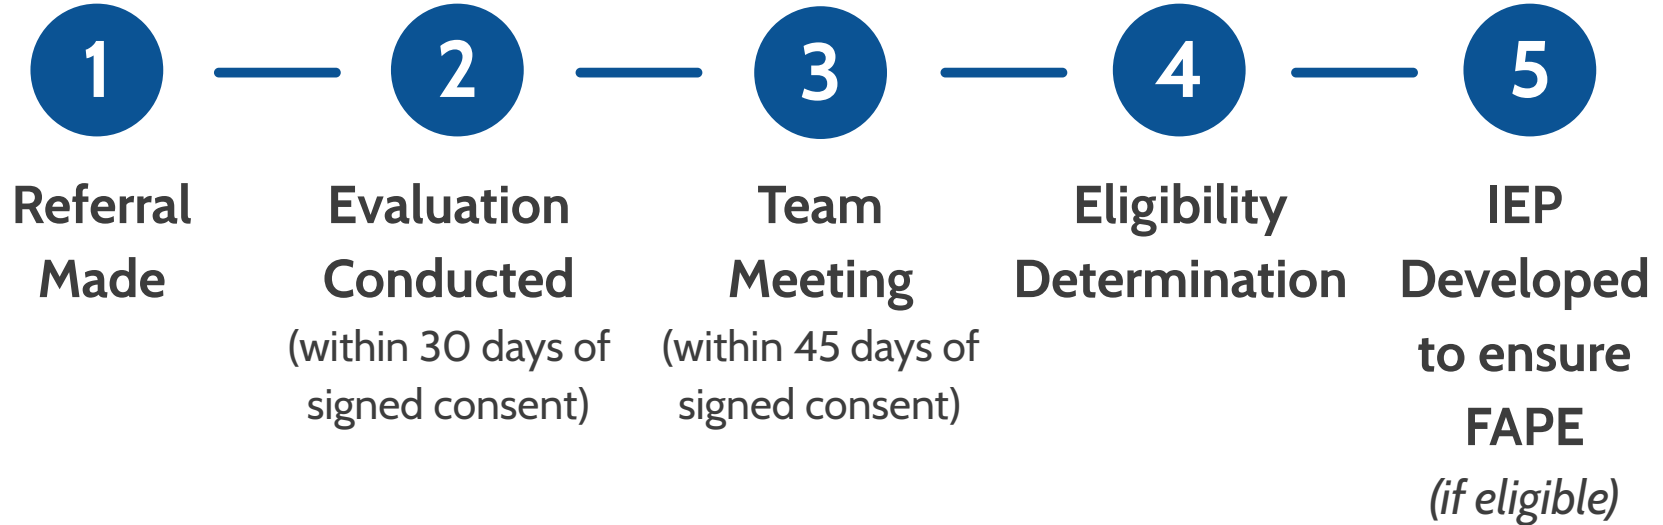 1
2
3
4
5
Referral
Made
Evaluation
Conducted
(within 30 days of
signed consent)
Team
Meeting
(within 45 days of
signed consent)
Eligibility
Determination
IEP
Developed
to ensure
FAPE
(if eligible)